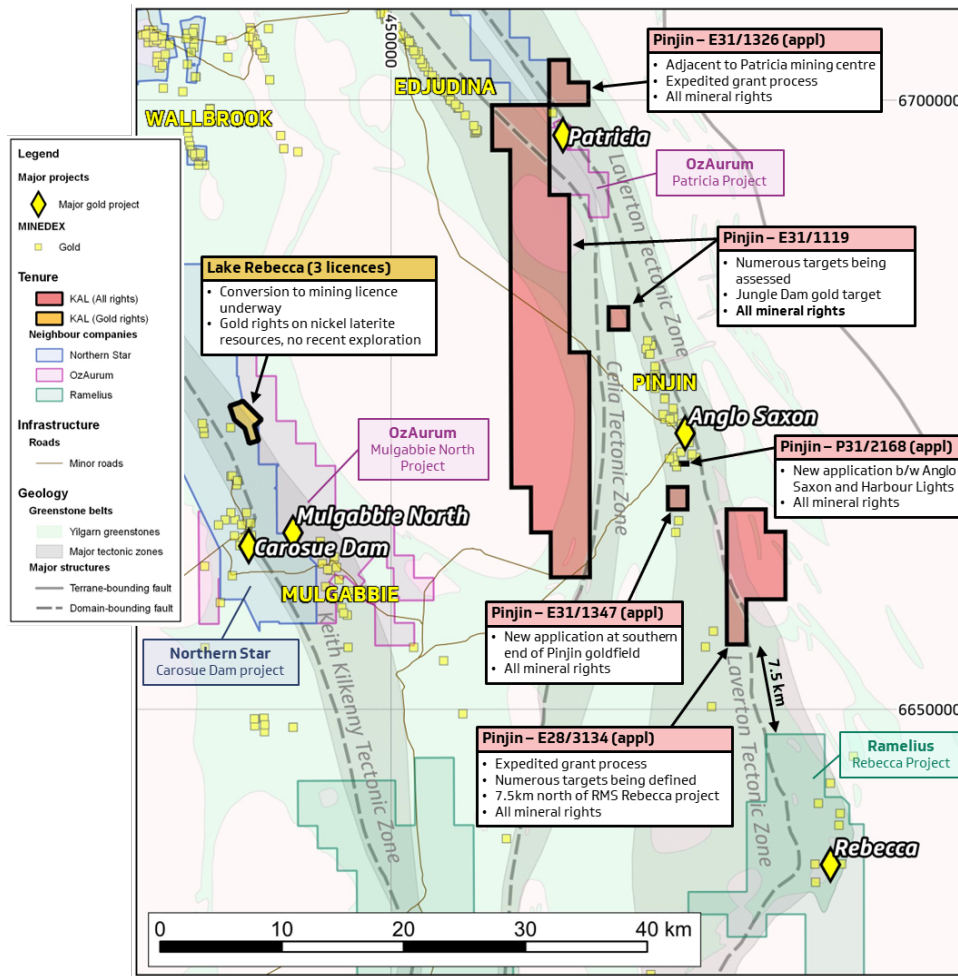 450000
6700000
6650000
WALLBROOK
EDJUDINA
Patricia
Pinjin – E31/1326 (appl)
• Adjacent to Patricia mining centre
• Expedited grant process
• All mineral rights
OzAurum
Patricia Project
Laverton Tectonic Zone
Pinjin – E31/1119
• Numerous targets being
assessed
• Jungle Dam gold target
• All mineral rights
Legend
Major projects
Major gold project
MINEDEX
Gold
Tenure
KAL (All rights)
KAL (Gold rights)
Neighbour companies
Northern Star
OzAurum
Ramelius
Infrastructure
Roads
Minor roads
Geology
Greenstone belts
Yilgarn greenstones
Major tectonic zones
Major structures
Terrane-bounding fault
Domain-bounding fault
Lake Rebecca (3 licences)
• Conversion to mining licence
underway
• Gold rights on nickel laterite
resources, no recent exploration
Celia Tectonic Zone
PINJIN
Anglo Saxon
OzAurum
Mulgabbie North
Project
Pinjin – P31/2168 (appl)
• New application b/w Anglo
Saxon and Harbour Lights
• All mineral rights
Mulgabbie North
Carosue Dam
MULGABBIE
Keith Kilkenny Tectonic Zone
Northern Star
Carosue Dam project
Pinjin – E31/1347 (appl)
• New application at southern
end of Pinjin goldfield
• All mineral rights
7.5 km
Laverton Tectonic Zone
Pinjin – E28/3134 (appl)
• Expedited grant process
• Numerous targets being defined
• 7.5km north of RMS Rebecca project
• All mineral rights
Ramelius
Rebecca Project
Rebecca
0 10 20 30 40 km